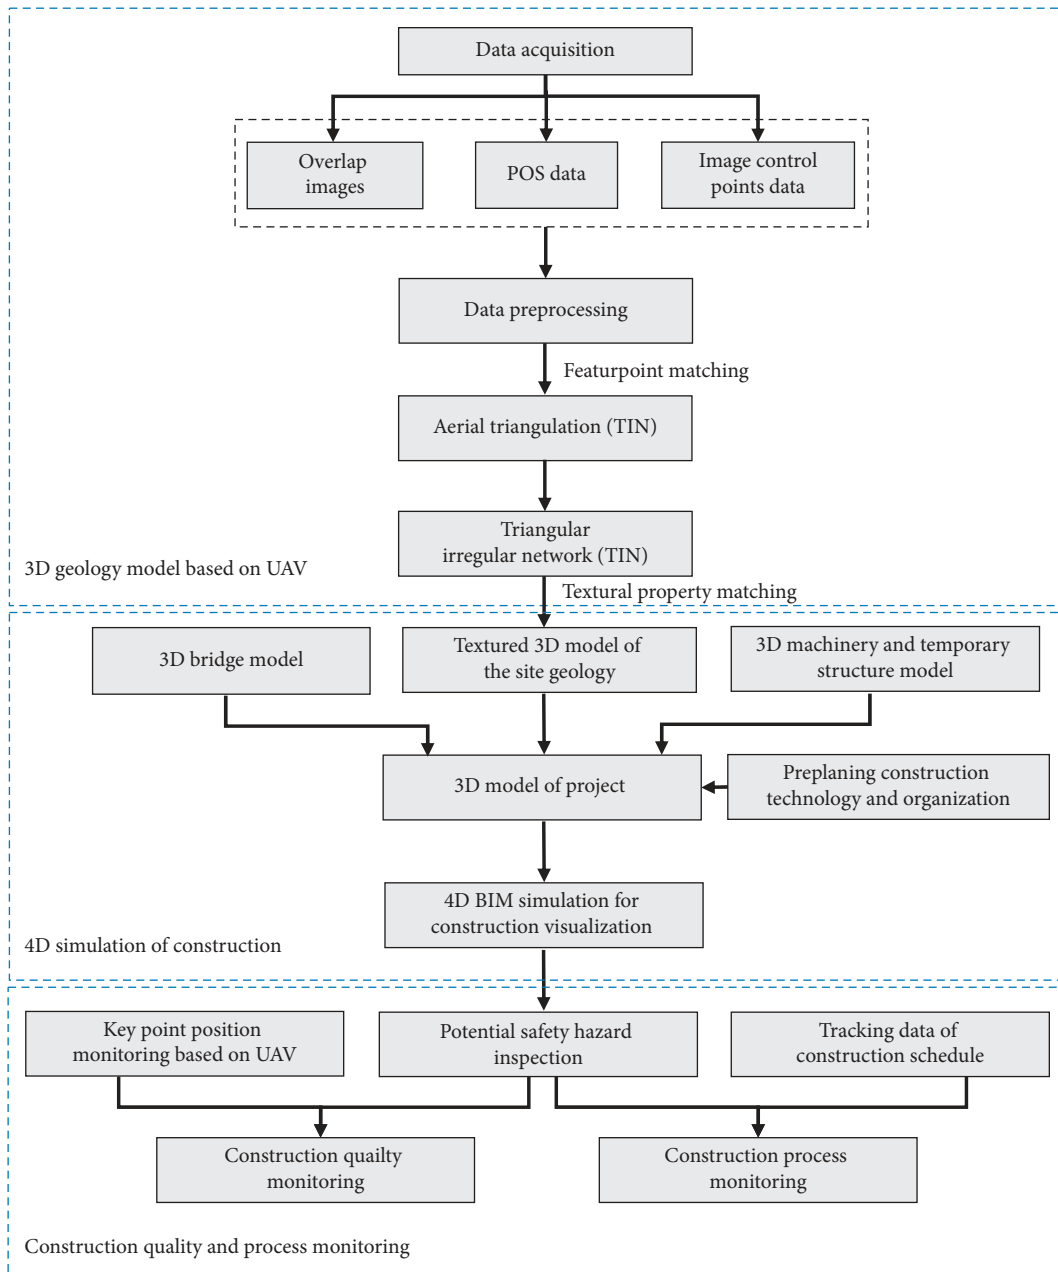 Data acquisition
Overlap
images
POS data
Image control
points data
Data preprocessing
Featurpoint matching
Aerial triangulation (TIN)
Triangular
irregular network (TIN)
3D geology model based on UAV
Textural property matching
3D bridge model
Textured 3D model of
the site geology
3D machinery and temporary
structure model
3D model of project
Preplaning construction
technology and organization
4D BIM simulation for
construction visualization
4D simulation of construction
Key point position
monitoring based on UAV
Potential safety hazard
inspection
Tracking data of
construction schedule
Construction quailty
monitoring
Construction process
monitoring
Construction quality and process monitoring